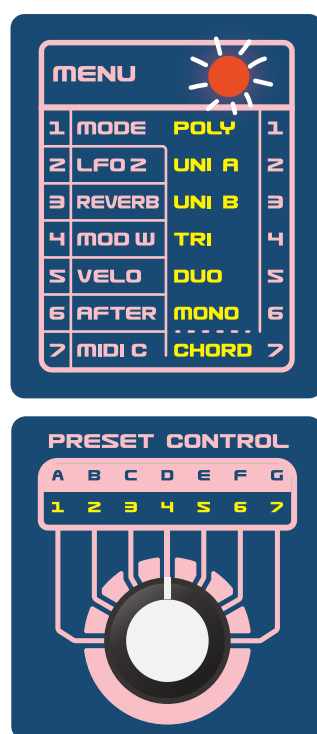 MENU
1 MODE POLY 1
2 LFO 2 UNI A 2
3 REVERB UNI B 3
4 MOD W TRI 4
5 VELO DUO 5
6 AFTER MONO 6
7 MIDI C CHORD 7
PRESET CONTROL
A B C D E F G
1 2 3 4 5 6 7